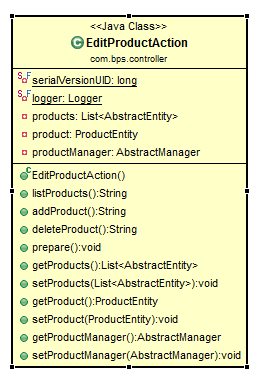 <<Java Class>>
C EditProductAction
com.bps.controller
S F serialVersionUID: long
S F logger: Logger
products: List<AbstractEntity>
product: ProductEntity
productManager: AbstractManager
C EditProductAction()
listProducts():String
addProduct():String
deleteProduct():String
prepare():void
getProducts():List<AbstractEntity>
setProducts(List<AbstractEntity>):void
getProduct():ProductEntity
setProduct(ProductEntity):void
getProductManager():AbstractManager
setProductManager(AbstractManager):void